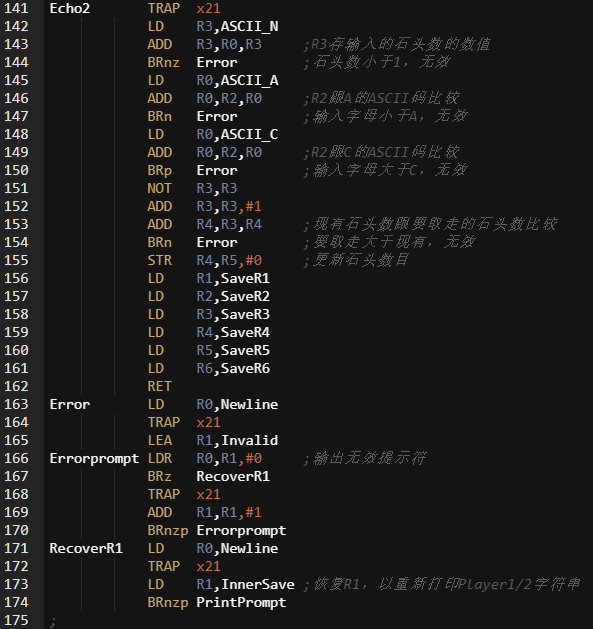 141 Echo2 TRAP x21
142 LD R3,ASCII_N
143 ADD R3,R0,R3 ;R3存输入的石头数的数值
144 BRnz Error ;石头数小于1，无效
145 LD R0,ASCII_A
146 ADD R0,R2,R0 ;R2跟A的ASCII码比较
147 BRn Error ;输入字母小于A，无效
148 LD R0,ASCII_C
149 ADD R0,R2,R0 ;R2跟C的ASCII码比较
150 BRp Error ;输入字母大于C，无效
151 NOT R3,R3
152 ADD R3,R3,#1
153 ADD R4,R3,R4 ;现有石头数跟要取走的石头数比较
154 BRn Error ;要取走大于现有，无效
155 STR R4,R5,#0 ;更新石头数目
156 LD R1,SaveR1
157 LD R2,SaveR2
158 LD R3,SaveR3
159 LD R4,SaveR4
160 LD R5,SaveR5
161 LD R6,SaveR6
162 RET
163 Error LD R0,Newline
164 TRAP x21
165 LEA R1,Invalid
166 Errorprompt LDR R0,R1,#0 ;输出无效提示符
167 BRz RecoverR1
168 TRAP x21
169 ADD R1,R1,#1
170 BRnzp Errorprompt
171 RecoverR1 LD R0,Newline
172 TRAP x21
173 LD R1,InnerSave ;恢复R1，以重新打印Player1/2字符串
174 BRnzp PrintPrompt
175 ;